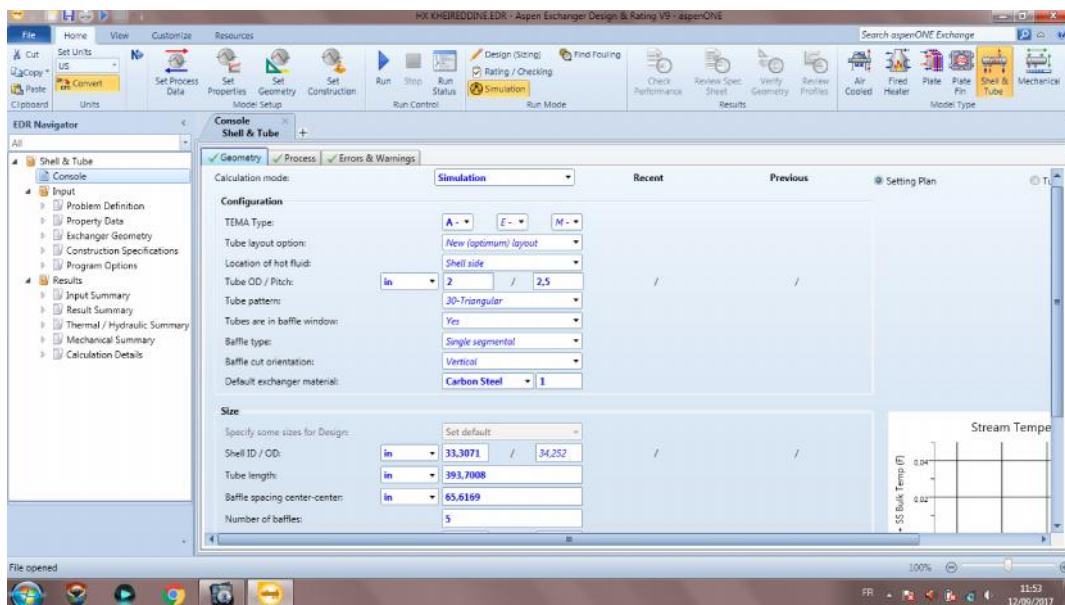 HX KHEIREDDINE.EDR - Aspen Exchanger Design & Rating V9 - aspenONE
File Home View Customize Resources Search aspenONE Exchange
Cut Copy Paste Clipboard
Set Units US Convert Units
Set Process Data Set Properties Set Geometry Set Construction Model Setup
Run Stop Run Status Run Control
Design (Sizing) Find Fouling
Rating / Checking
Simulation
Run Mode
Check Performance Review Spec Sheet Verify Geometry Review Profiles Results
Air Cooled Fired Heater Plate Plate Fin Shell & Tube Mechanical
Model Type
EDR Navigator
All
Shell & Tube
Console
Input
Problem Definition
Property Data
Exchanger Geometry
Construction Specifications
Program Options
Results
Input Summary
Result Summary
Thermal / Hydraulic Summary
Mechanical Summary
Calculation Details
Console
Shell & Tube +
Geometry Process Errors & Warnings
Calculation mode: Simulation Recent Previous Setting Plan
Configuration
TEMA Type: A - E - M -
Tube layout option: New (optimum) layout
Location of hot fluid: Shell side
Tube OD / Pitch: in 2 / 2,5 / /
Tube pattern: 30-Triangular
Tubes are in baffle window: Yes
Baffle type: Single segmental
Baffle cut orientation: Vertical
Default exchanger material: Carbon Steel 1
Size
Specify some sizes for Design: Set default
Shell ID / OD: in 33,3071 / 34,252 / /
Tube length: in 393,7008
Baffle spacing center-center: in 65,6169
Number of baffles: 5
Stream Tempe
SS Bulk Temp (F)
0,04
0,02
File opened 100%
FR 11:53
12/09/2017